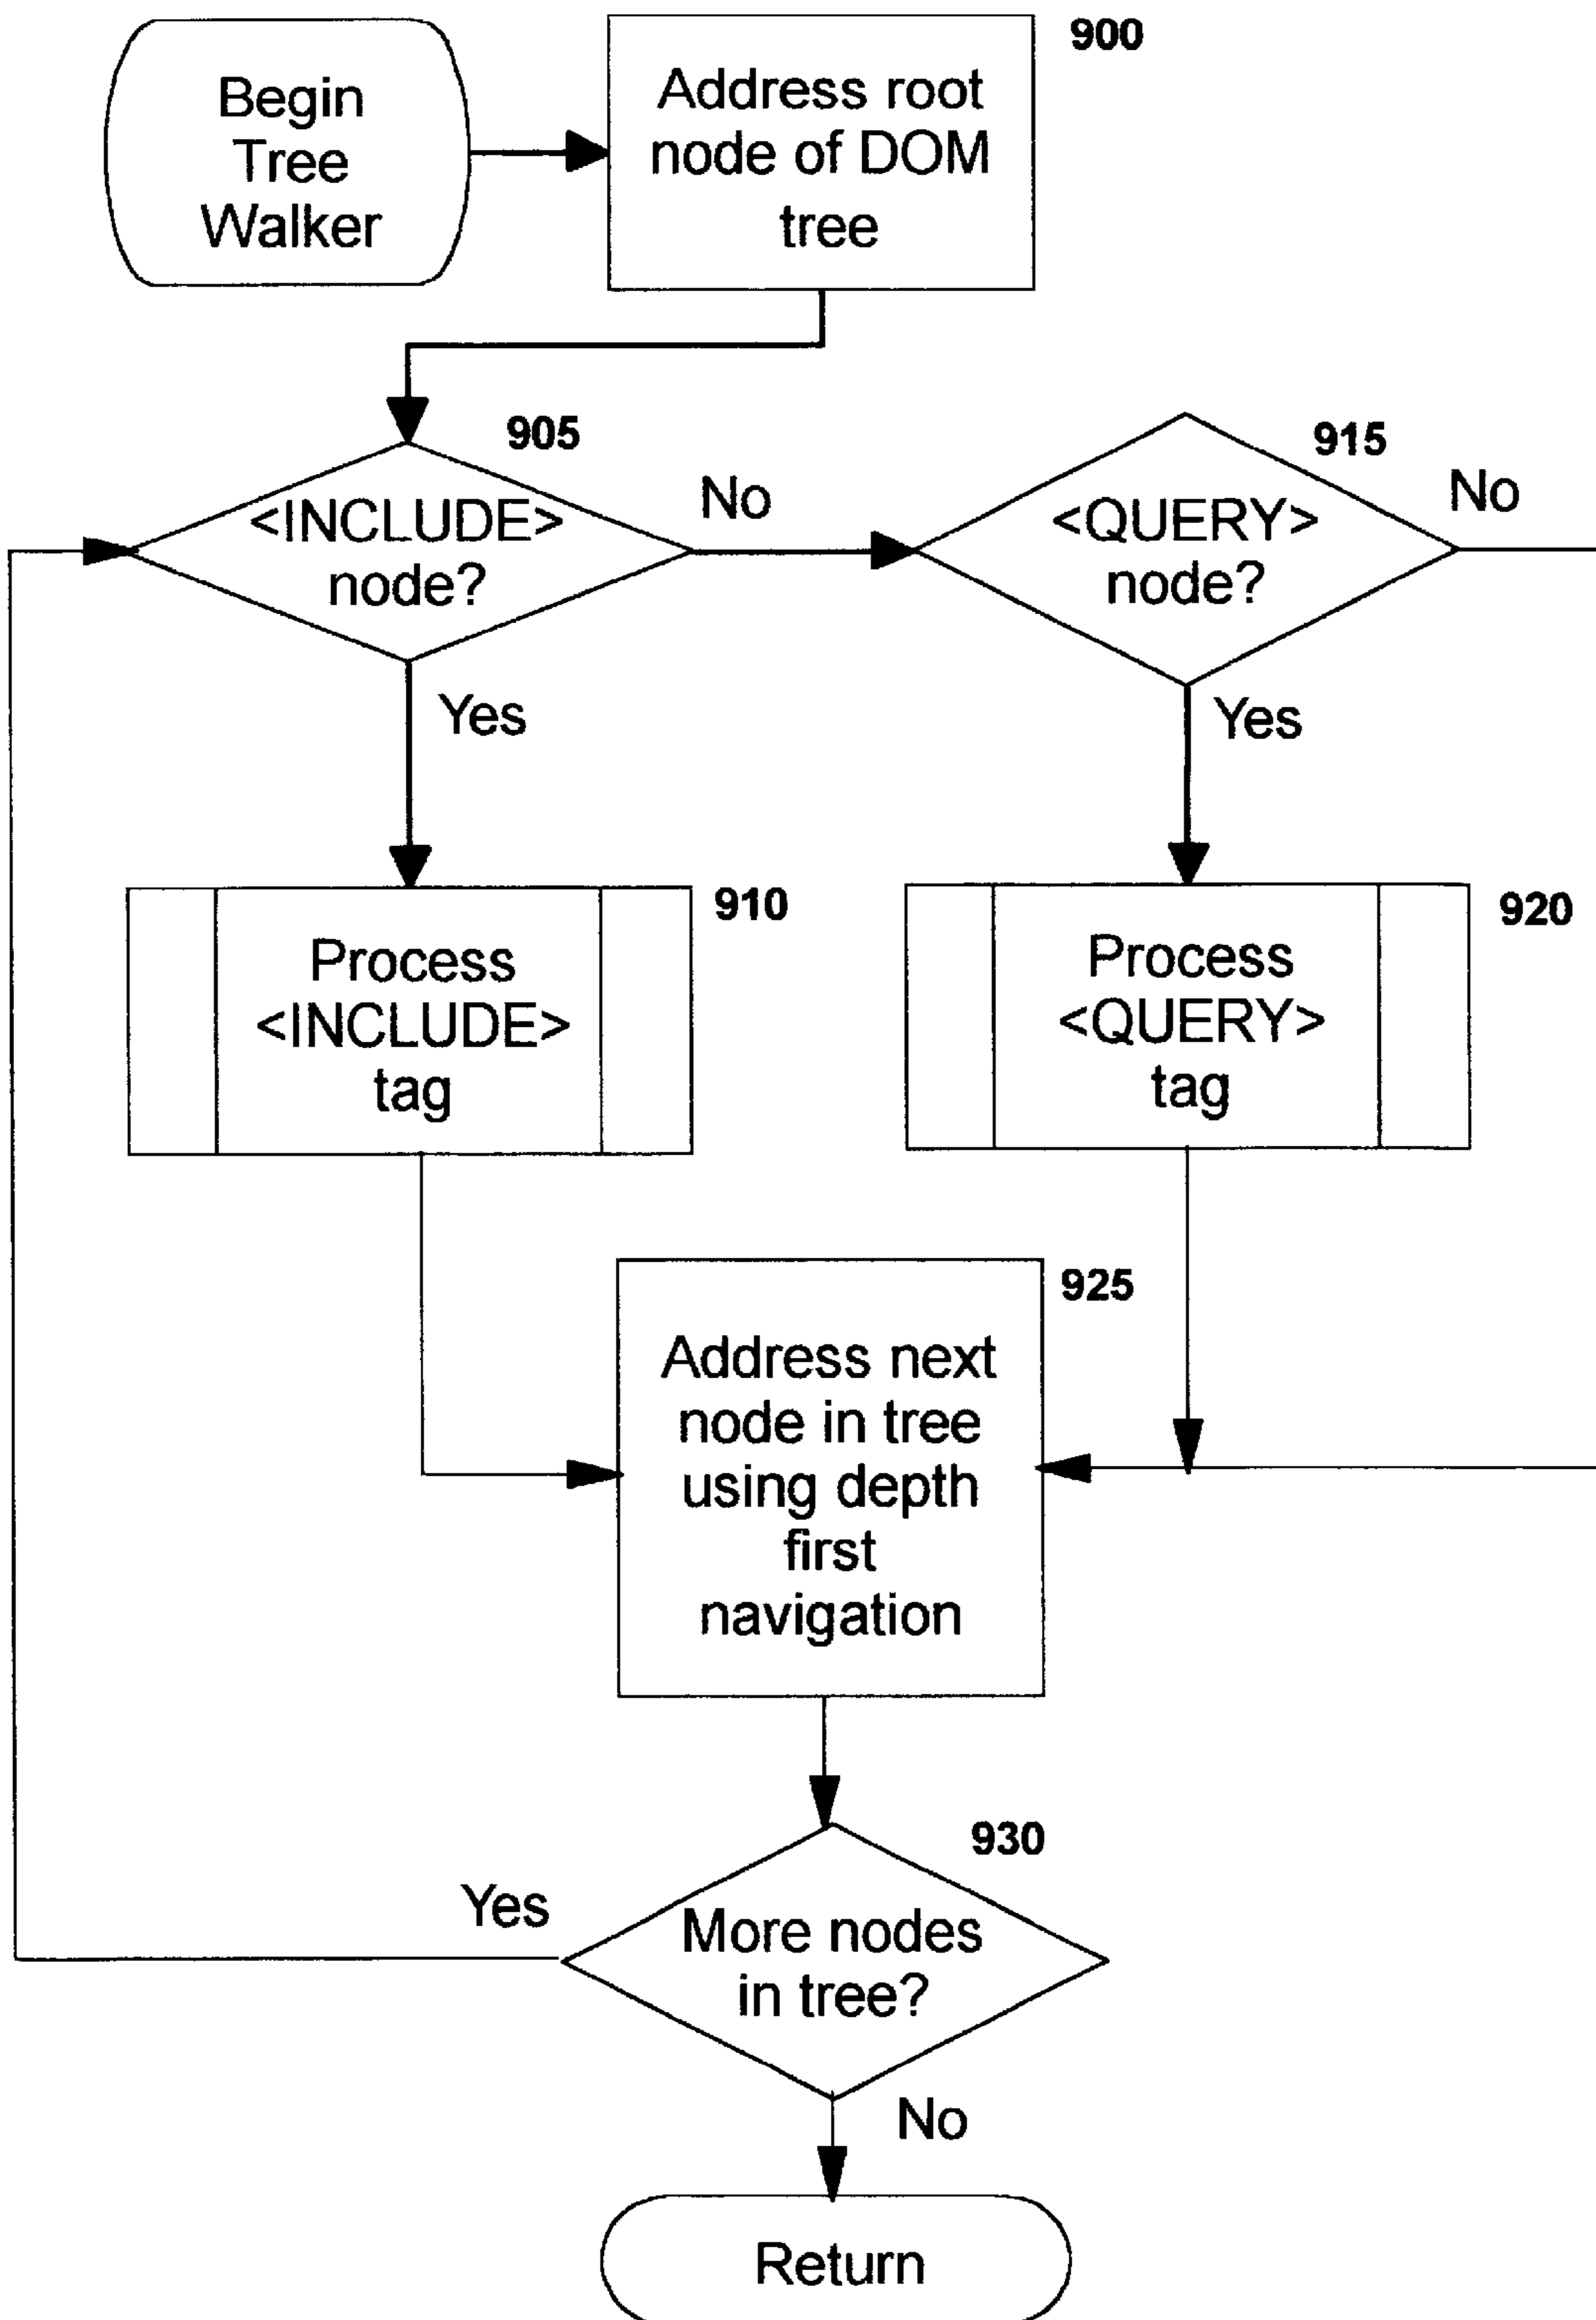 Begin
Tree
Walker
900
Address root
node of DOM
tree
905
<INCLUDE>
node?
No
Yes
915
<QUERY>
node?
No
Yes
910
Process
<INCLUDE>
tag
920
Process
<QUERY>
tag
925
Address next
node in tree
using depth
first
navigation
930
More nodes
in tree?
Yes
No
Return